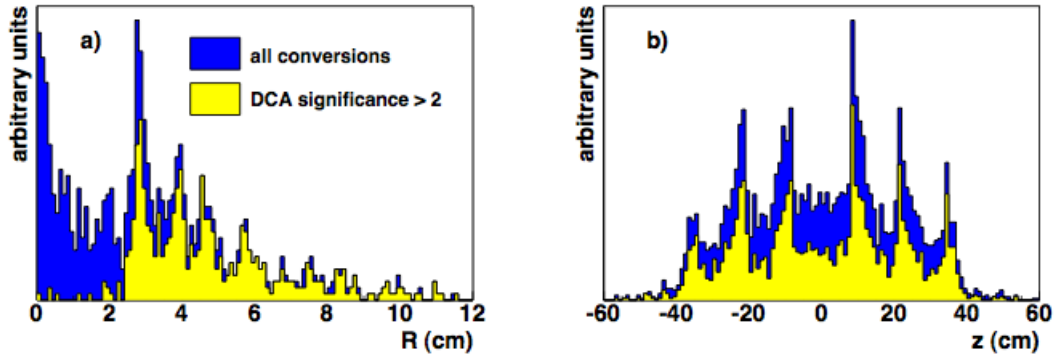 arbitrary units
a)
all conversions
DCA significance > 2
0 2 4 6 8 10 12
R (cm)
arbitrary units
b)
-60 -40 -20 0 20 40 60
z (cm)